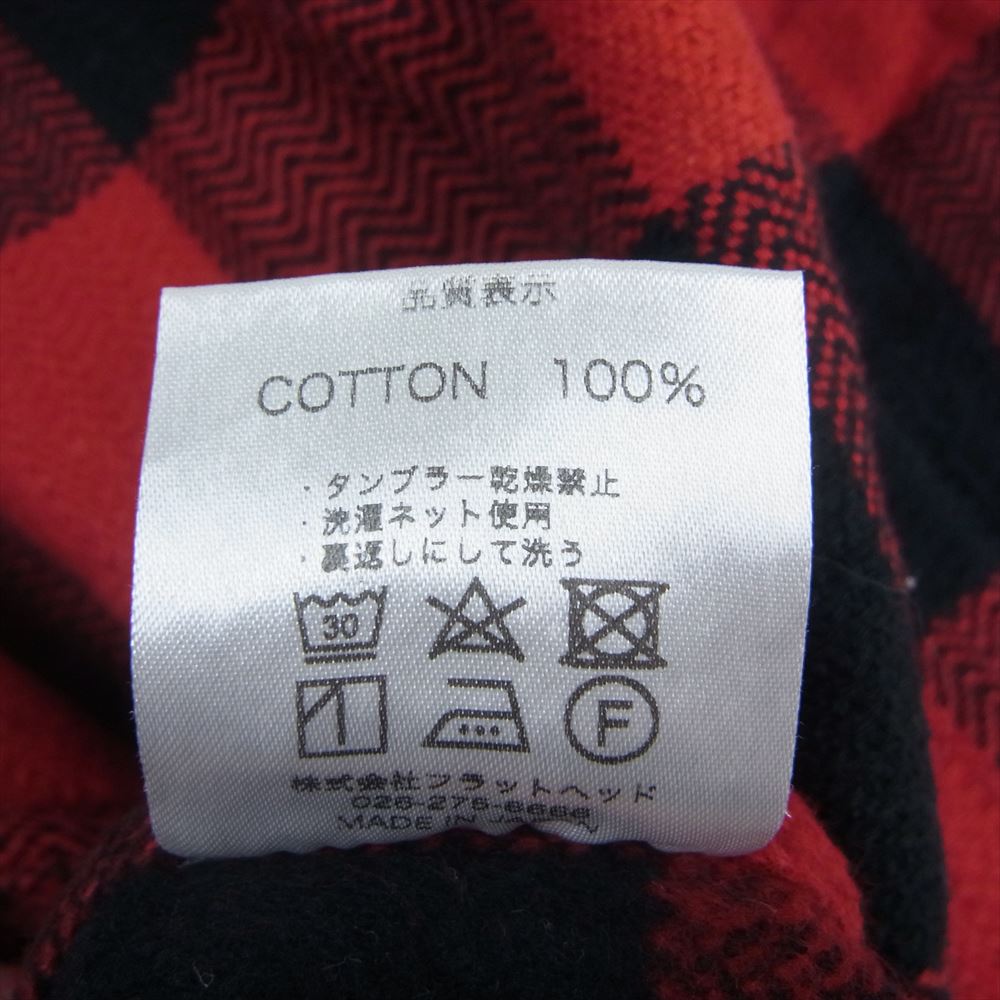 品質表示
COTTON 100%
・タンブラー乾燥禁止
・洗濯ネット使用
・裏返しにして洗う
30
F
株式会社フラットヘッド
026-275-6666
MADE IN JAPAN